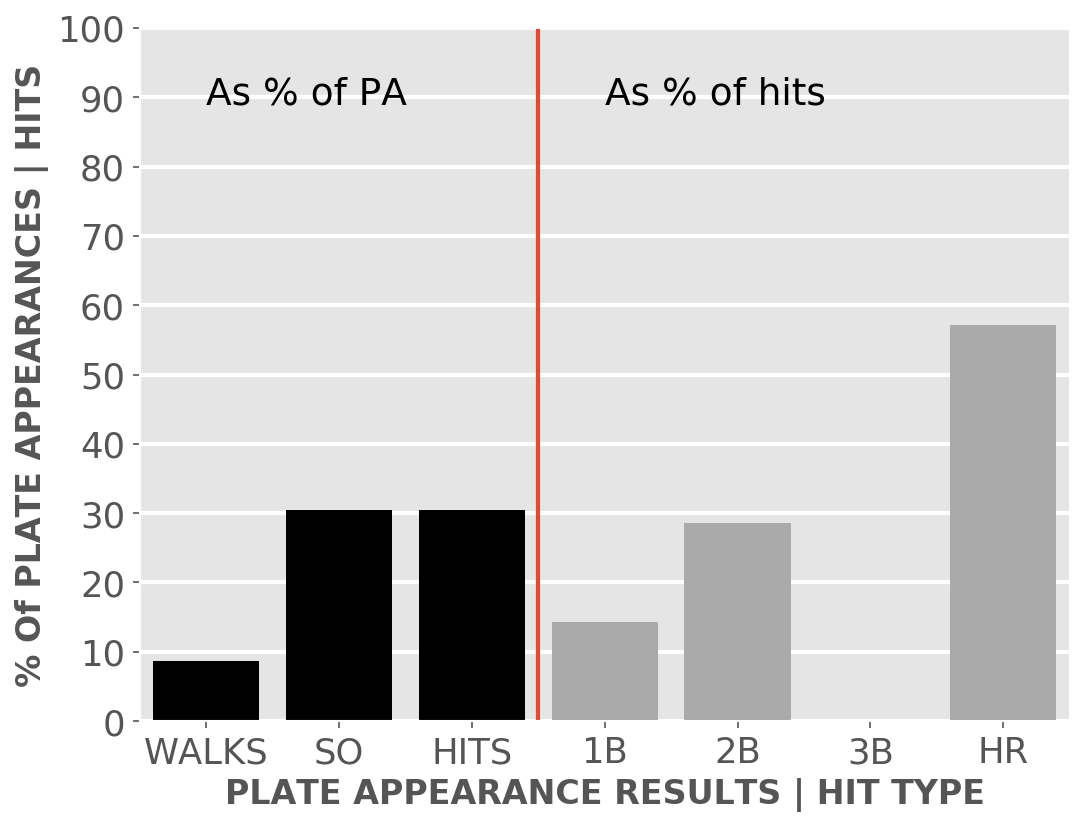 % Of PLATE APPEARANCES | HITS
100
90
80
70
60
50
40
30
20
10
0
As % of PA
As % of hits
WALKS SO HITS 1B 2B 3B HR
PLATE APPEARANCE RESULTS | HIT TYPE